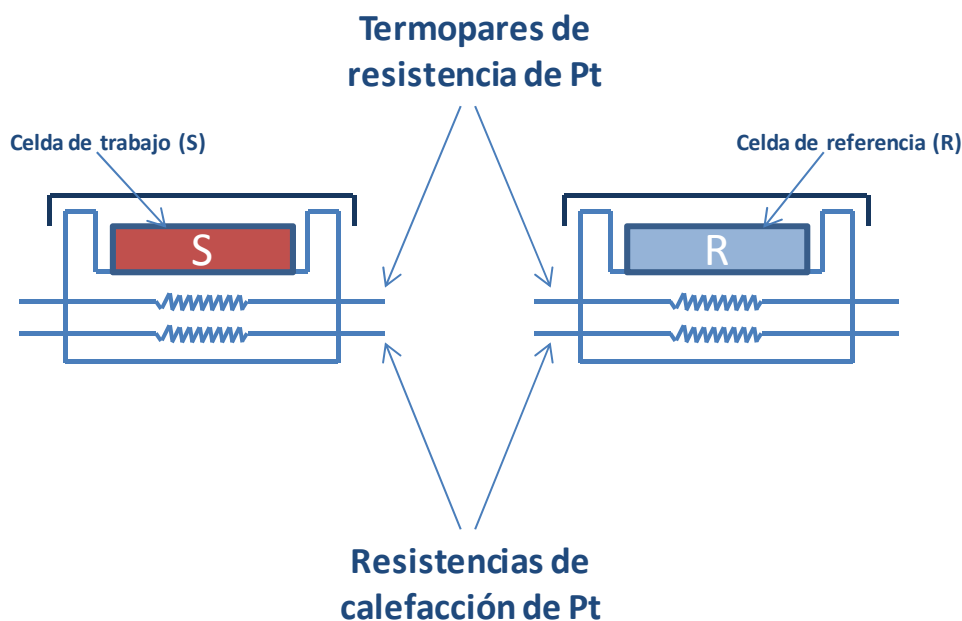 Termopares de
resistencia de Pt
Celda de trabajo (S)
Celda de referencia (R)
S
R
Resistencias de
calefacción de Pt